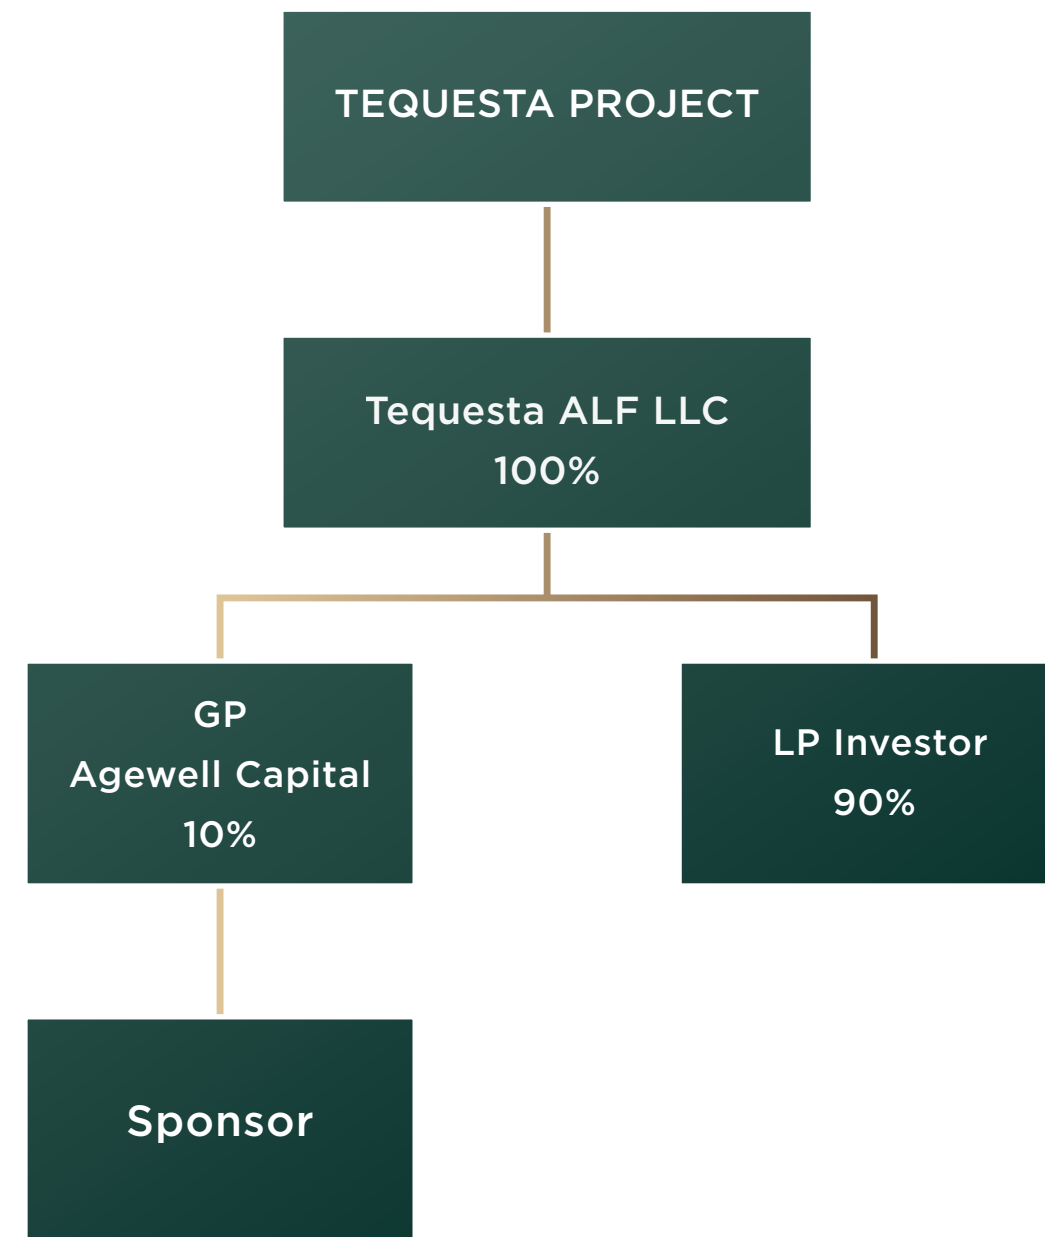 TEQUESTA PROJECT
Tequesta ALF LLC
100%
GP
Agewell Capital
10%
LP Investor
90%
Sponsor